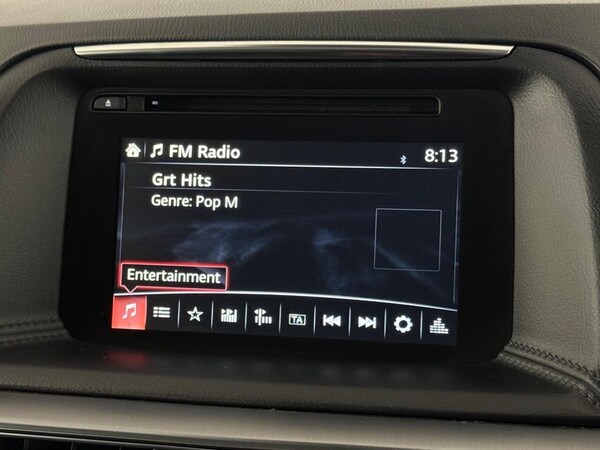 FM Radio
8:13
Grt Hits
Genre: Pop M
Entertainment
TA